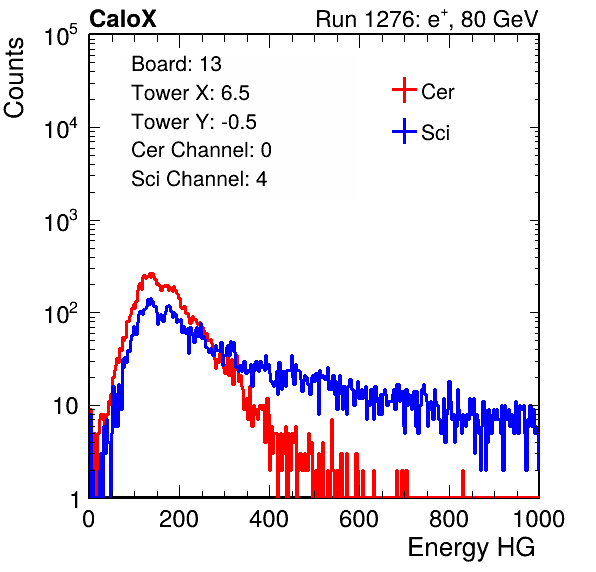 CaloX Run 1276: e⁺, 80 GeV
Counts
10⁵
10⁴
10³
10²
10
1
Board: 13
Tower X: 6.5
Tower Y: -0.5
Cer Channel: 0
Sci Channel: 4
Cer
Sci
0 200 400 600 800 1000
Energy HG